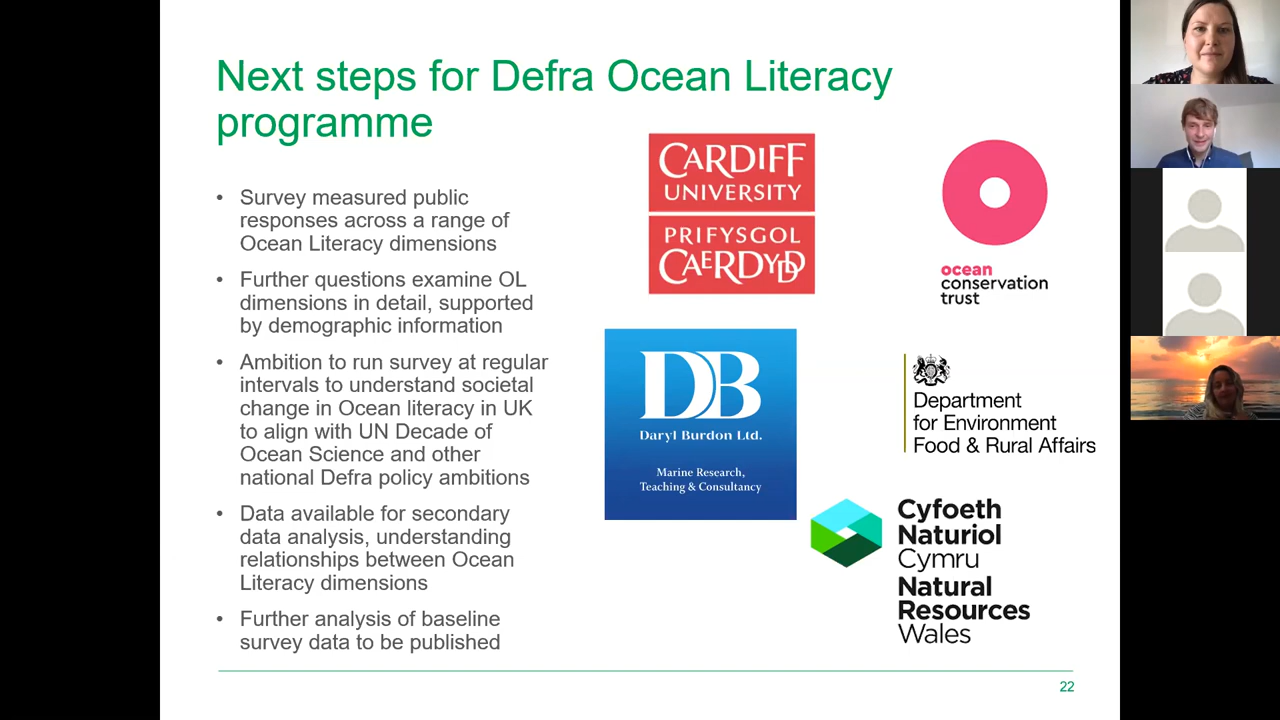 Next steps for Defra Ocean Literacy
programme
• Survey measured public
responses across a range of
Ocean Literacy dimensions
• Further questions examine OL
dimensions in detail, supported
by demographic information
• Ambition to run survey at regular
intervals to understand societal
change in Ocean literacy in UK
to align with UN Decade of
Ocean Science and other
national Defra policy ambitions
• Data available for secondary
data analysis, understanding
relationships between Ocean
Literacy dimensions
• Further analysis of baseline
survey data to be published
CARDIFF
UNIVERSITY
PRIFYSGOL
CAERDYDD
ocean
conservation
trust
DB
Daryl Burdon Ltd.
Marine Research,
Teaching & Consultancy
Department
for Environment
Food & Rural Affairs
Cyfoeth
Naturiol
Cymru
Natural
Resources
Wales
22